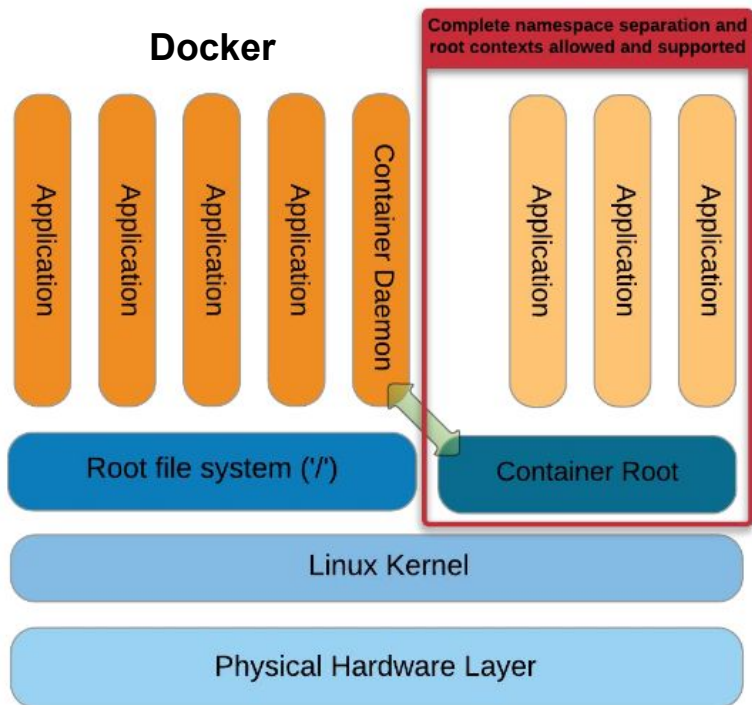 Complete namespace separation and
root contexts allowed and supported
Docker
Application
Application
Application
Application
Container Daemon
Application
Application
Application
Root file system ('/')
Container Root
Linux Kernel
Physical Hardware Layer